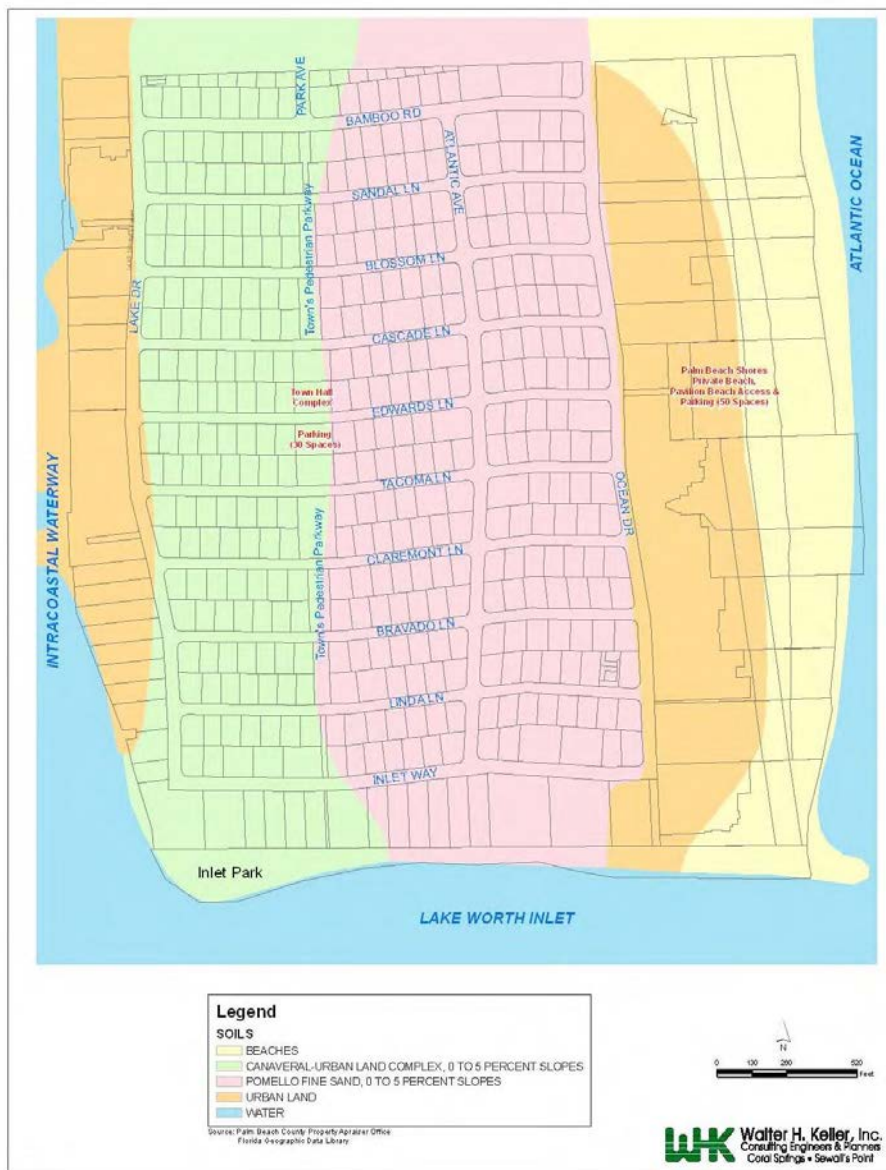 PARK AVE
BAMBOO RD
ATLANTIC AVE
SANDAL LN
Town's Pedestrian Parkway
BLOSSOM LN
LAKE DR
CASCADE LN
ATLANTIC OCEAN
Town Hall
Complex
EDWARDS LN
Palm Beach Shores
Private Beach,
Pavilion Beach Access &
Parking (50 Spaces)
Parking
(30 Spaces)
TACOMA LN
OCEAN DR
INTRACOASTAL WATERWAY
Town's Pedestrian Parkway
CLAREMONT LN
BRAVADO LN
LINDA LN
INLET WAY
Inlet Park
LAKE WORTH INLET
Legend
SOILS
BEACHES
CANAVERAL-URBAN LAND COMPLEX, 0 TO 5 PERCENT SLOPES
POMELLO FINE SAND, 0 TO 5 PERCENT SLOPES
URBAN LAND
WATER
N
0 130 260 520
Feet
Source: Palm Beach County Property Apraizer Office
Florida Geographic Data Library
WHK Walter H. Keller, Inc.
Consulting Engineers & Planners
Coral Springs • Sewall's Point